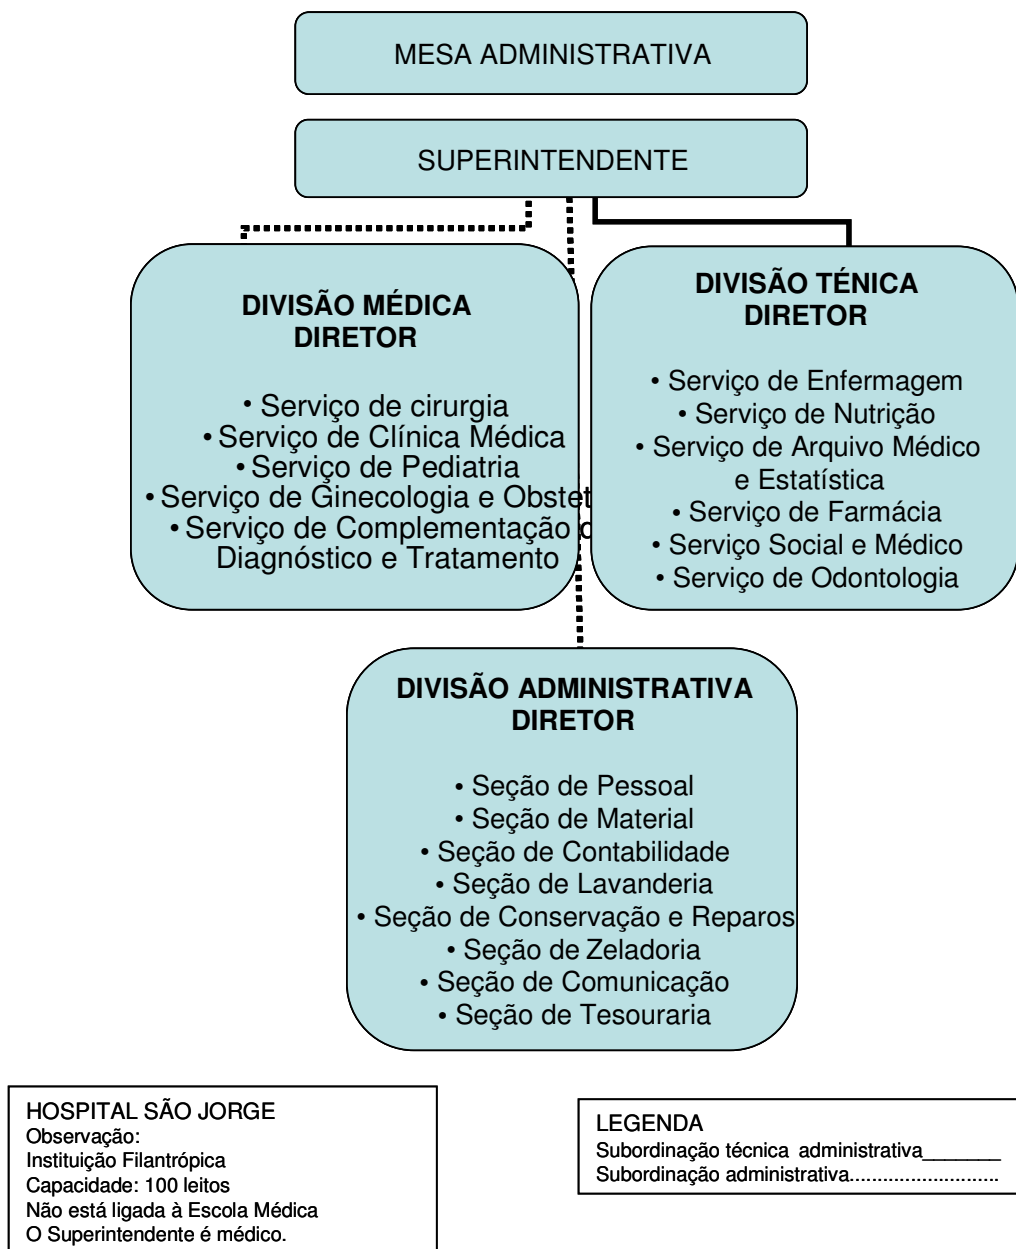 MESA ADMINISTRATIVA
SUPERINTENDENTE
DIVISÃO MÉDICA
DIRETOR
• Serviço de cirurgia
• Serviço de Clínica Médica
• Serviço de Pediatria
• Serviço de Ginecologia e Obstet
• Serviço de Complementação
Diagnóstico e Tratamento
DIVISÃO TÉNICA
DIRETOR
• Serviço de Enfermagem
• Serviço de Nutrição
• Serviço de Arquivo Médico
e Estatística
• Serviço de Farmácia
• Serviço Social e Médico
• Serviço de Odontologia
DIVISÃO ADMINISTRATIVA
DIRETOR
• Seção de Pessoal
• Seção de Material
• Seção de Contabilidade
• Seção de Lavanderia
• Seção de Conservação e Reparos
• Seção de Zeladoria
• Seção de Comunicação
• Seção de Tesouraria
HOSPITAL SÃO JORGE
Observação:
Instituição Filantrópica
Capacidade: 100 leitos
Não está ligada à Escola Médica
O Superintendente é médico.
LEGENDA
Subordinação técnica administrativa_______
Subordinação administrativa..........................